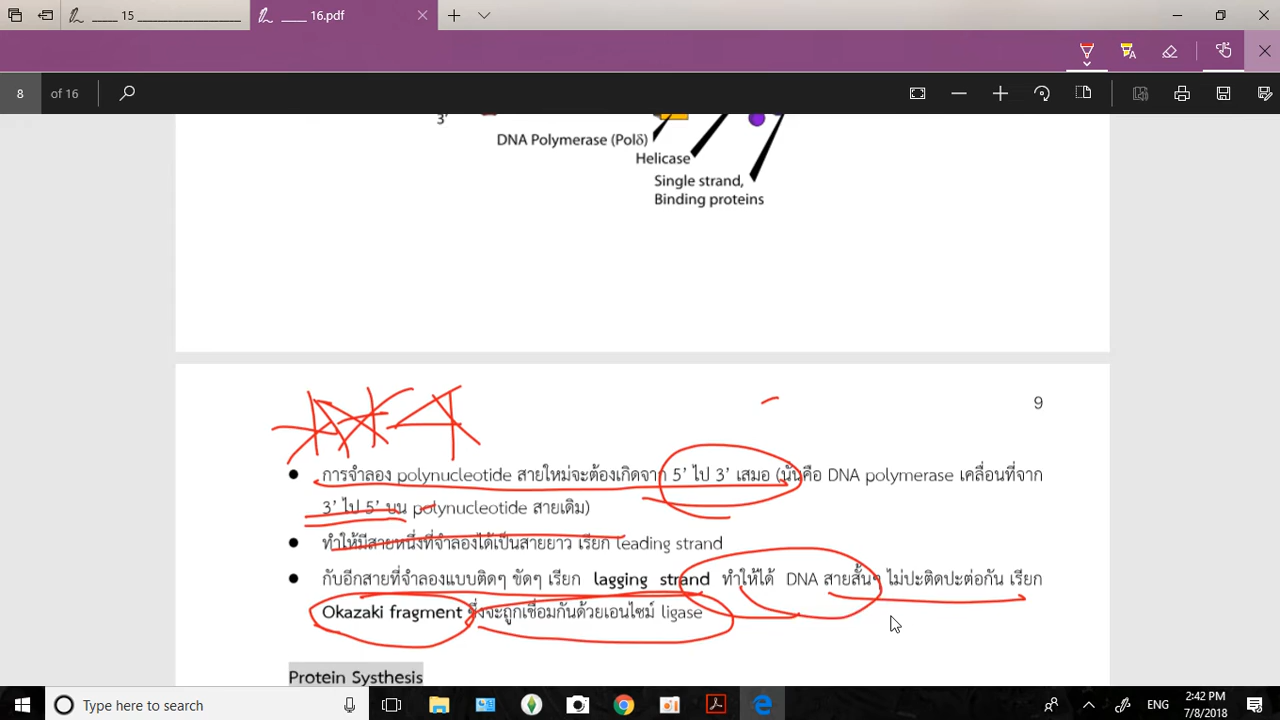 15
16.pdf
8 of 16
3'
DNA Polymerase (Polδ)
Helicase
Single strand,
Binding proteins
9
● การจำลอง polynucleotide สายใหม่จะต้องเกิดจาก 5' ไป 3' เสมอ (นั่นคือ DNA polymerase เคลื่อนที่จาก
3' ไป 5' บน polynucleotide สายเดิม)
● ทำให้มีสายหนึ่งที่จำลองได้เป็นสายยาว เรียก leading strand
● กับอีกสายที่จำลองแบบติดๆ ขัดๆ เรียก lagging strand ทำให้ได้ DNA สายสั้นๆ ไม่ปะติดปะต่อกัน เรียก
Okazaki fragment ซึ่งจะถูกเชื่อมกันด้วยเอนไซม์ ligase
Protein Systhesis
Type here to search
ENG
2:42 PM
7/8/2018